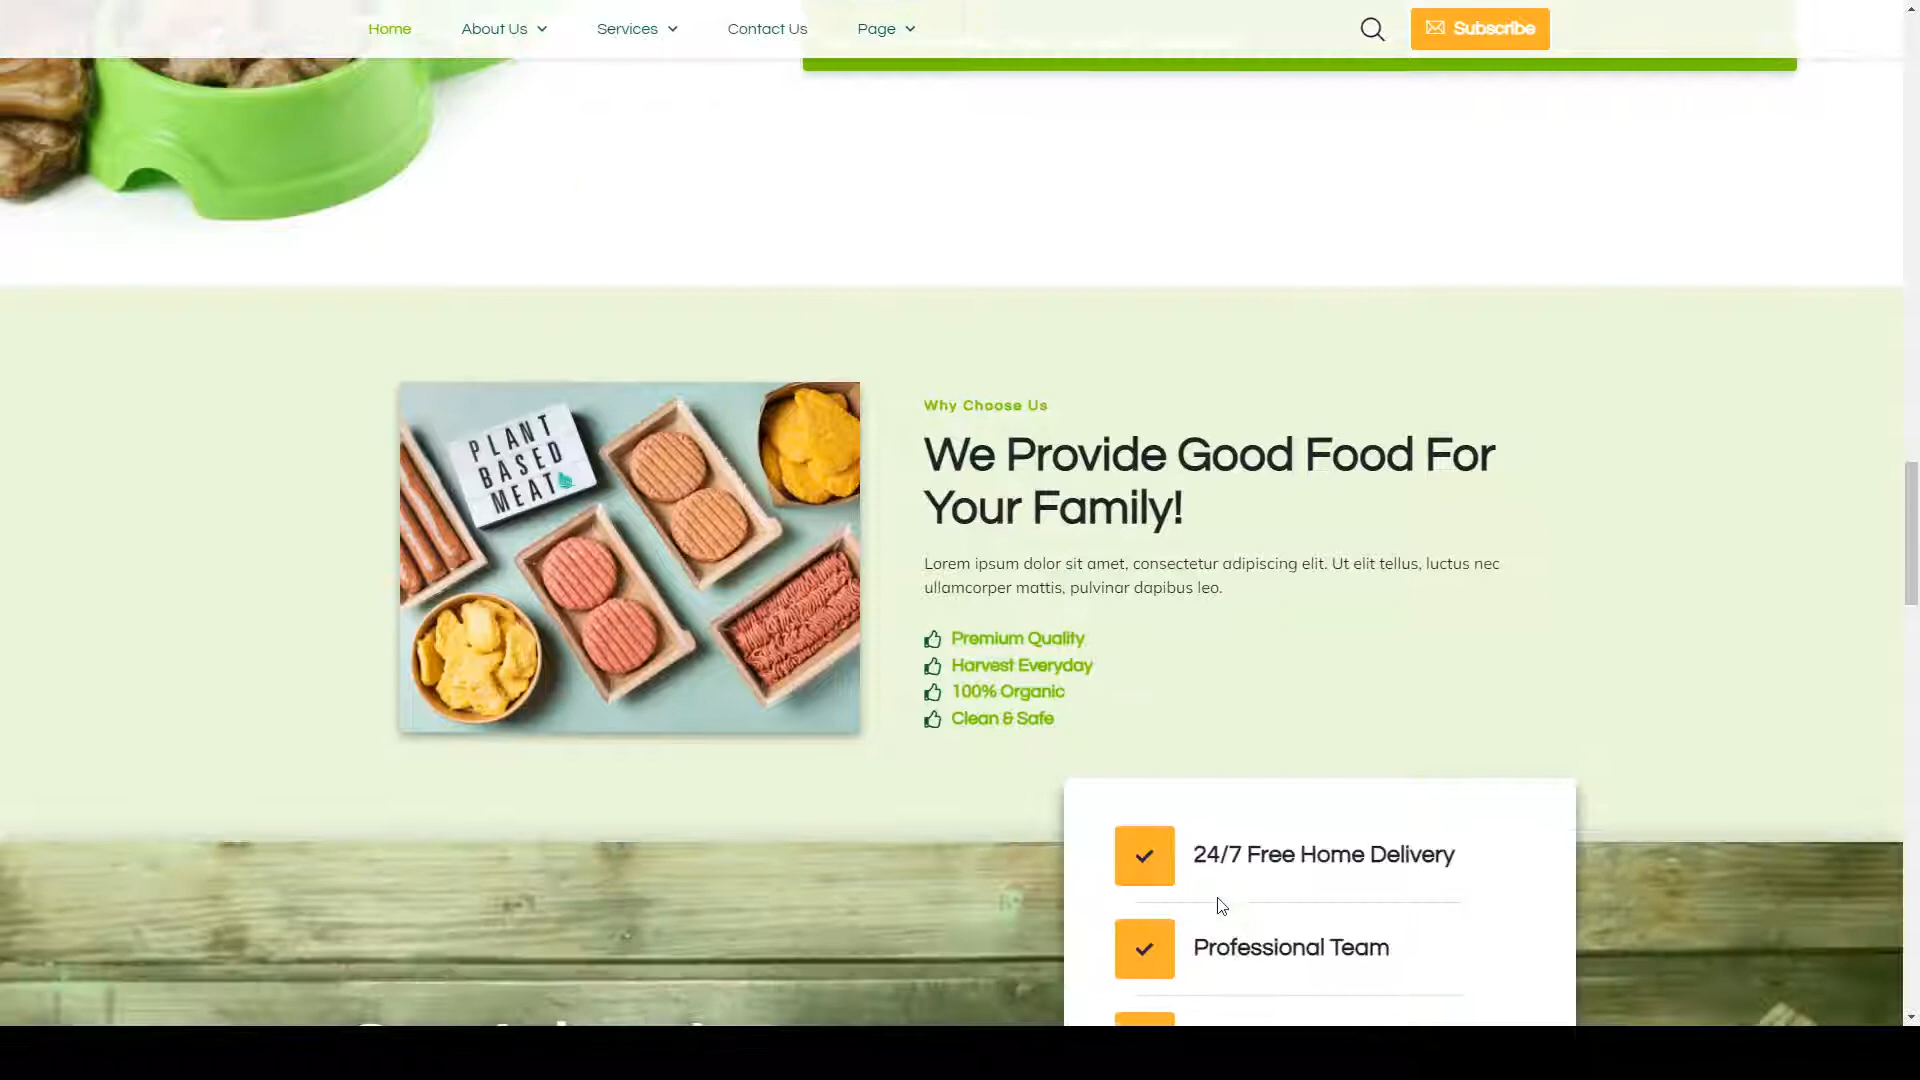 Home
About Us
Services
Contact Us
Page
Subscribe
PLANT
BASED
MEAT
Why Choose Us
We Provide Good Food For
Your Family!
Lorem ipsum dolor sit amet, consectetur adipiscing elit. Ut elit tellus, luctus nec
ullamcorper mattis, pulvinar dapibus leo.
Premium Quality
Harvest Everyday
100% Organic
Clean & Safe
24/7 Free Home Delivery
Professional Team